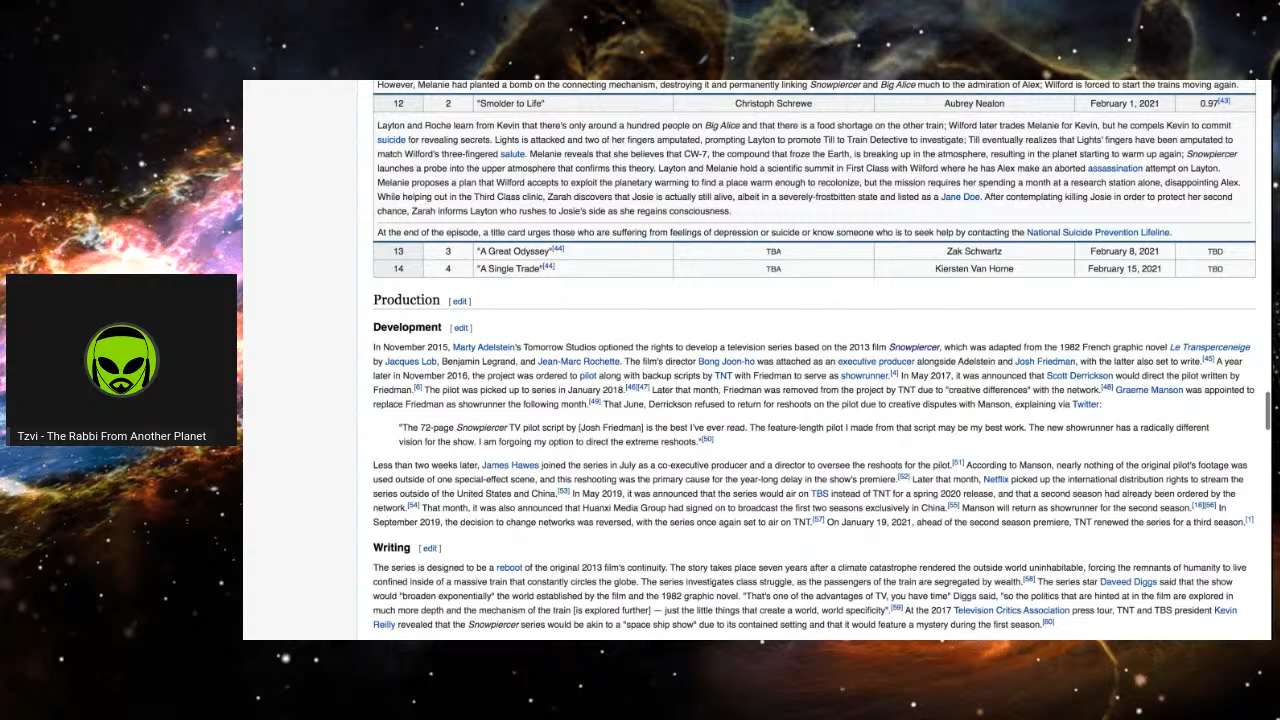 However, Melanie had planted a bomb on the connecting mechanism, destroying it and permanently linking Snowpiercer and Big Alice much to the admiration of Alex; Wilford is forced to start the trains moving again.
12 2 "Smolder to Life" Christoph Schrewe Aubrey Nealon February 1, 2021 0.97[43]
Layton and Roche learn from Kevin that there's only around a hundred people on Big Alice and that there is a food shortage on the other train; Wilford later trades Melanie for Kevin, but he compels Kevin to commit
suicide for revealing secrets. Lights is attacked and two of her fingers amputated, prompting Layton to promote Till to Train Detective to investigate; Till eventually realizes that Lights' fingers have been amputated to
match Wilford's three-fingered salute. Melanie reveals that she believes that CW-7, the compound that froze the Earth, is breaking up in the atmosphere, resulting in the planet starting to warm up again; Snowpiercer
launches a probe into the upper atmosphere that confirms this theory. Layton and Melanie hold a scientific summit in First Class with Wilford where he has Alex make an aborted assassination attempt on Layton.
Melanie proposes a plan that Wilford accepts to exploit the planetary warming to find a place warm enough to recolonize, but the mission requires her spending a month at a research station alone, disappointing Alex.
While helping out in the Third Class clinic, Zarah discovers that Josie is actually still alive, albeit in a severely-frostbitten state and listed as a Jane Doe. After contemplating killing Josie in order to protect her second
chance, Zarah informs Layton who rushes to Josie's side as she regains consciousness.
At the end of the episode, a title card urges those who are suffering from feelings of depression or suicide or know someone who is to seek help by contacting the National Suicide Prevention Lifeline.
13 3 "A Great Odyssey"[44] TBA Zak Schwartz February 8, 2021 TBD
14 4 "A Single Trade"[44] TBA Kiersten Van Horne February 15, 2021 TBD
Production [ edit ]
Development [ edit ]
In November 2015, Marty Adelstein's Tomorrow Studios optioned the rights to develop a television series based on the 2013 film Snowpiercer, which was adapted from the 1982 French graphic novel Le Transperceneige
by Jacques Lob, Benjamin Legrand, and Jean-Marc Rochette. The film's director Bong Joon-ho was attached as an executive producer alongside Adelstein and Josh Friedman, with the latter also set to write.[45] A year
later in November 2016, the project was ordered to pilot along with backup scripts by TNT with Friedman to serve as showrunner.[4] In May 2017, it was announced that Scott Derrickson would direct the pilot written by
Friedman.[6] The pilot was picked up to series in January 2018.[46][47] Later that month, Friedman was removed from the project by TNT due to "creative differences" with the network.[48] Graeme Manson was appointed to
replace Friedman as showrunner the following month.[49] That June, Derrickson refused to return for reshoots on the pilot due to creative disputes with Manson, explaining via Twitter:
"The 72-page Snowpiercer TV pilot script by [Josh Friedman] is the best I've ever read. The feature-length pilot I made from that script may be my best work. The new showrunner has a radically different
vision for the show. I am forgoing my option to direct the extreme reshoots."[50]
Less than two weeks later, James Hawes joined the series in July as a co-executive producer and a director to oversee the reshoots for the pilot.[51] According to Manson, nearly nothing of the original pilot's footage was
used outside of one special-effect scene, and this reshooting was the primary cause for the year-long delay in the show's premiere.[52] Later that month, Netflix picked up the international distribution rights to stream the
series outside of the United States and China.[53] In May 2019, it was announced that the series would air on TBS instead of TNT for a spring 2020 release, and that a second season had already been ordered by the
network.[54] That month, it was also announced that Huanxi Media Group had signed on to broadcast the first two seasons exclusively in China.[55] Manson will return as showrunner for the second season.[18][56] In
September 2019, the decision to change networks was reversed, with the series once again set to air on TNT.[57] On January 19, 2021, ahead of the second season premiere, TNT renewed the series for a third season.[1]
Writing [ edit ]
The series is designed to be a reboot of the original 2013 film's continuity. The story takes place seven years after a climate catastrophe rendered the outside world uninhabitable, forcing the remnants of humanity to live
confined inside of a massive train that constantly circles the globe. The series investigates class struggle, as the passengers of the train are segregated by wealth.[58] The series star Daveed Diggs said that the show
would "broaden exponentially" the world established by the film and the 1982 graphic novel. "That's one of the advantages of TV, you have time" Diggs said, "so the politics that are hinted at in the film are explored in
much more depth and the mechanism of the train [is explored further] — just the little things that create a world, world specificity".[59] At the 2017 Television Critics Association press tour, TNT and TBS president Kevin
Reilly revealed that the Snowpiercer series would be akin to a "space ship show" due to its contained setting and that it would feature a mystery during the first season.[60]
Tzvi - The Rabbi From Another Planet